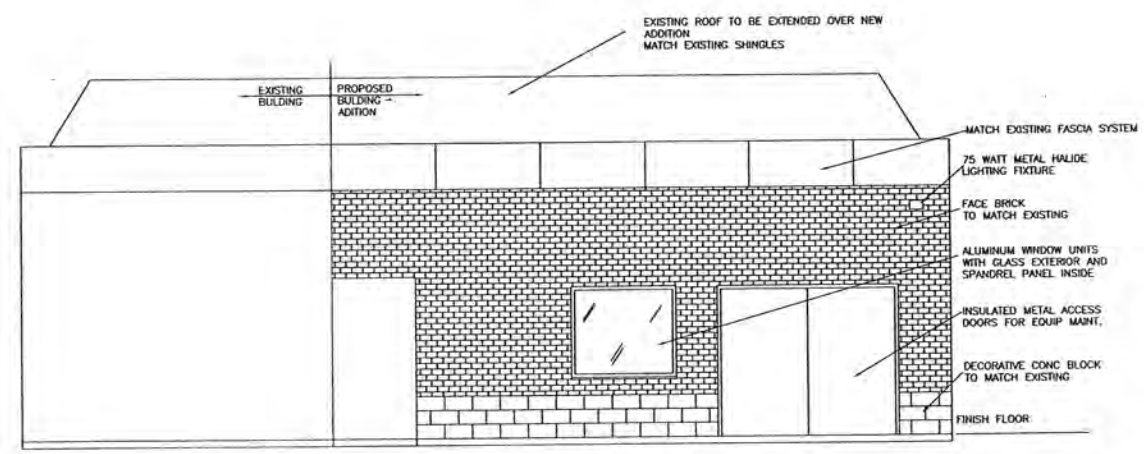 EXISTING ROOF TO BE EXTENDED OVER NEW
ADDITION
MATCH EXISTING SHINGLES
EXISTING
BULDING
PROPOSED
BULDING -
ADITION
MATCH EXISTING FASCIA SYSTEM
75 WATT METAL HALIDE
LIGHTING FIXTURE
FACE BRICK
TO MATCH EXISTING
ALUMINUM WINDOW UNITS
WITH GLASS EXTERIOR AND
SPANDREL PANEL INSIDE
INSULATED METAL ACCESS
DOORS FOR EQUIP MAINT.
DECORATIVE CONC BLOCK
TO MATCH EXISTING
FINISH FLOOR